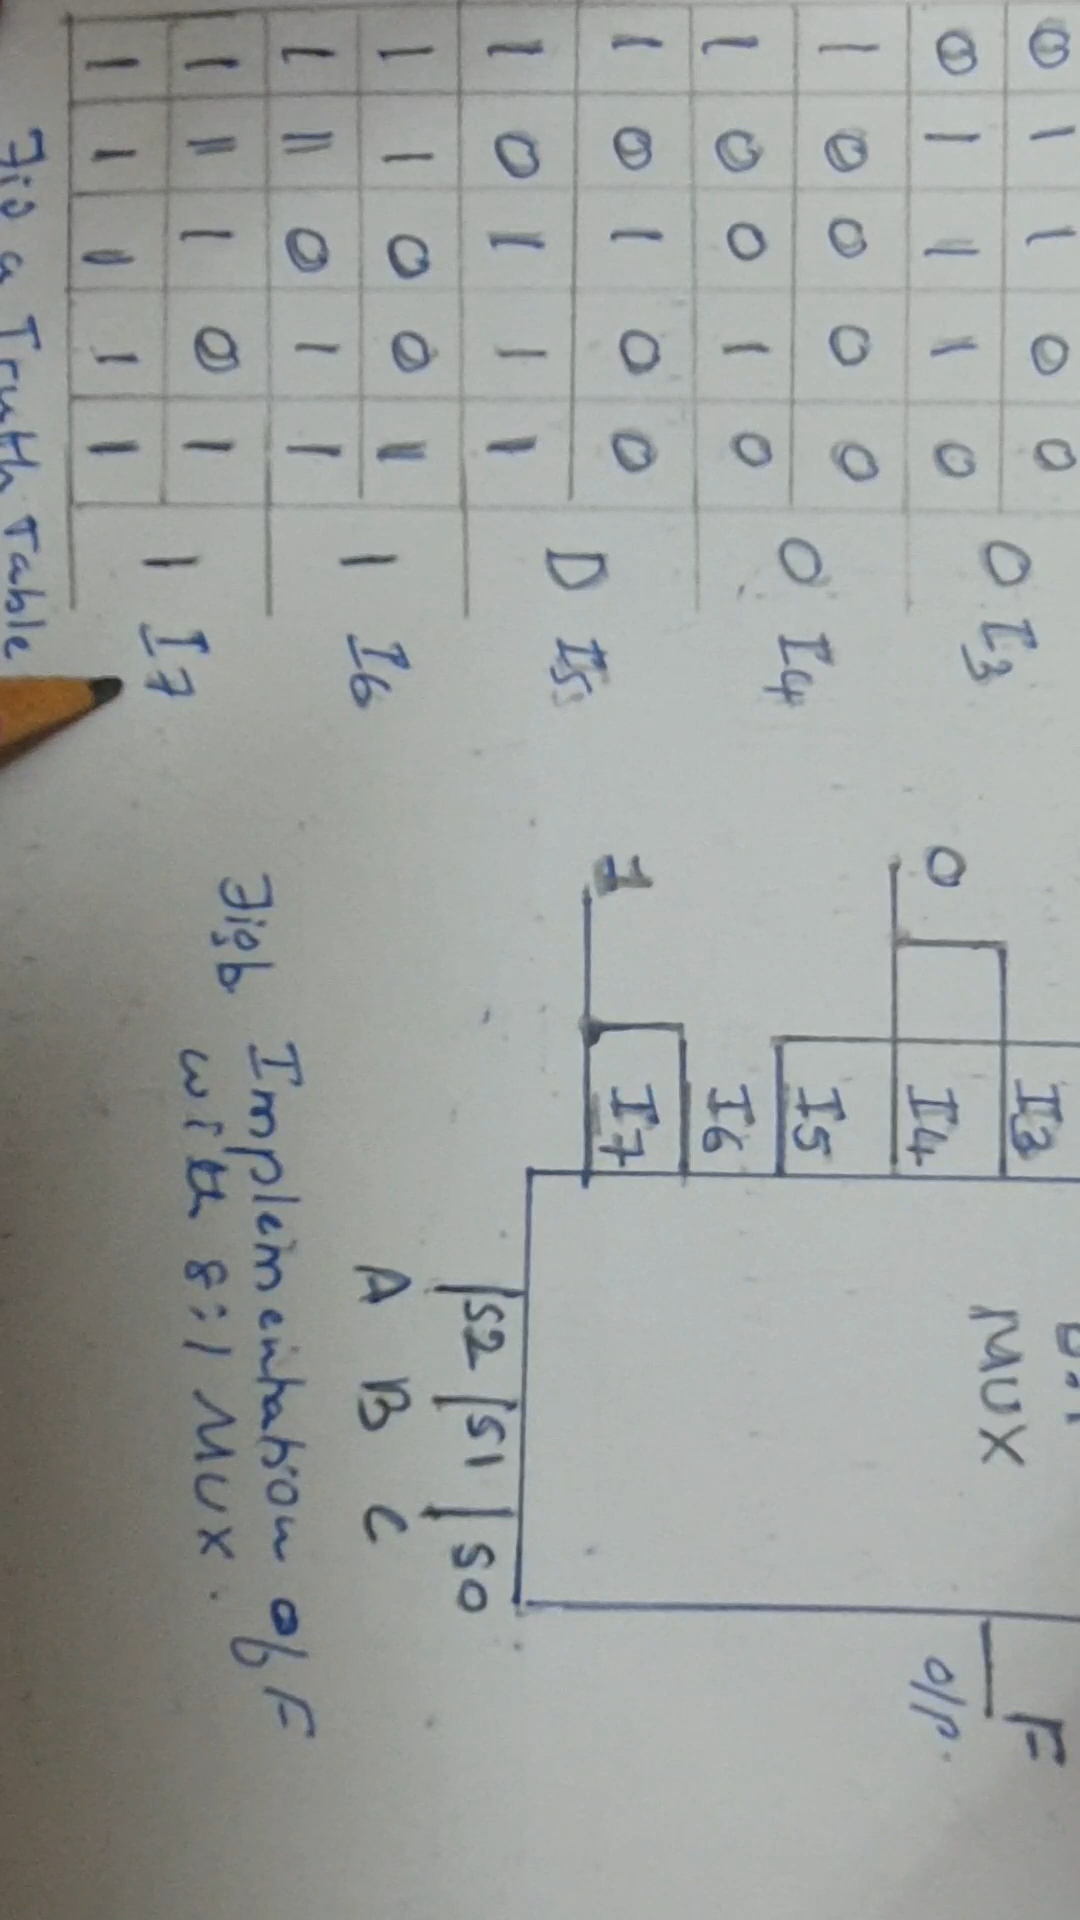 0 1 1 0 0
0 I3
0 1 1 1 0
1 0 0 0 0
0 I4
1 0 0 1 0
1 0 1 0 0
D I5
1 0 1 1 1
1 1 0 0 1
1 I6
1 1 0 1 1
1 1 1 0 1
1 I7
1 1 1 1 1
Fig a Truth Table
I3
MUX
F
0
I4
o/p.
I5
I6
1
I7
S2 S1 S0
A B C
Fig b Implementation of F
with 8:1 MUX.